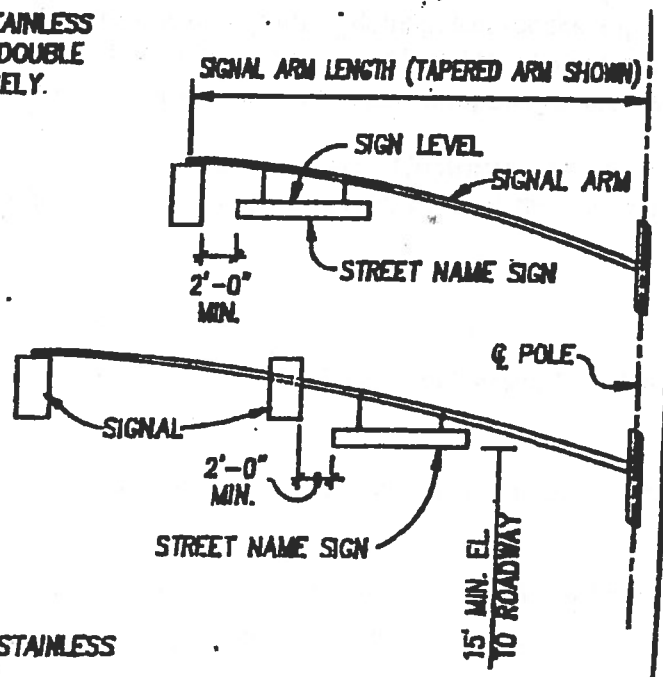 TAINLESS
DOUBLE
ELY.
SIGNAL ARM LENGTH (TAPERED ARM SHOWN)
SIGN LEVEL
SIGNAL ARM
STREET NAME SIGN
2'-0"
MIN.
℄ POLE
SIGNAL
2'-0"
MIN.
STREET NAME SIGN
15' MIN. EL.
TO ROADWAY
STAINLESS